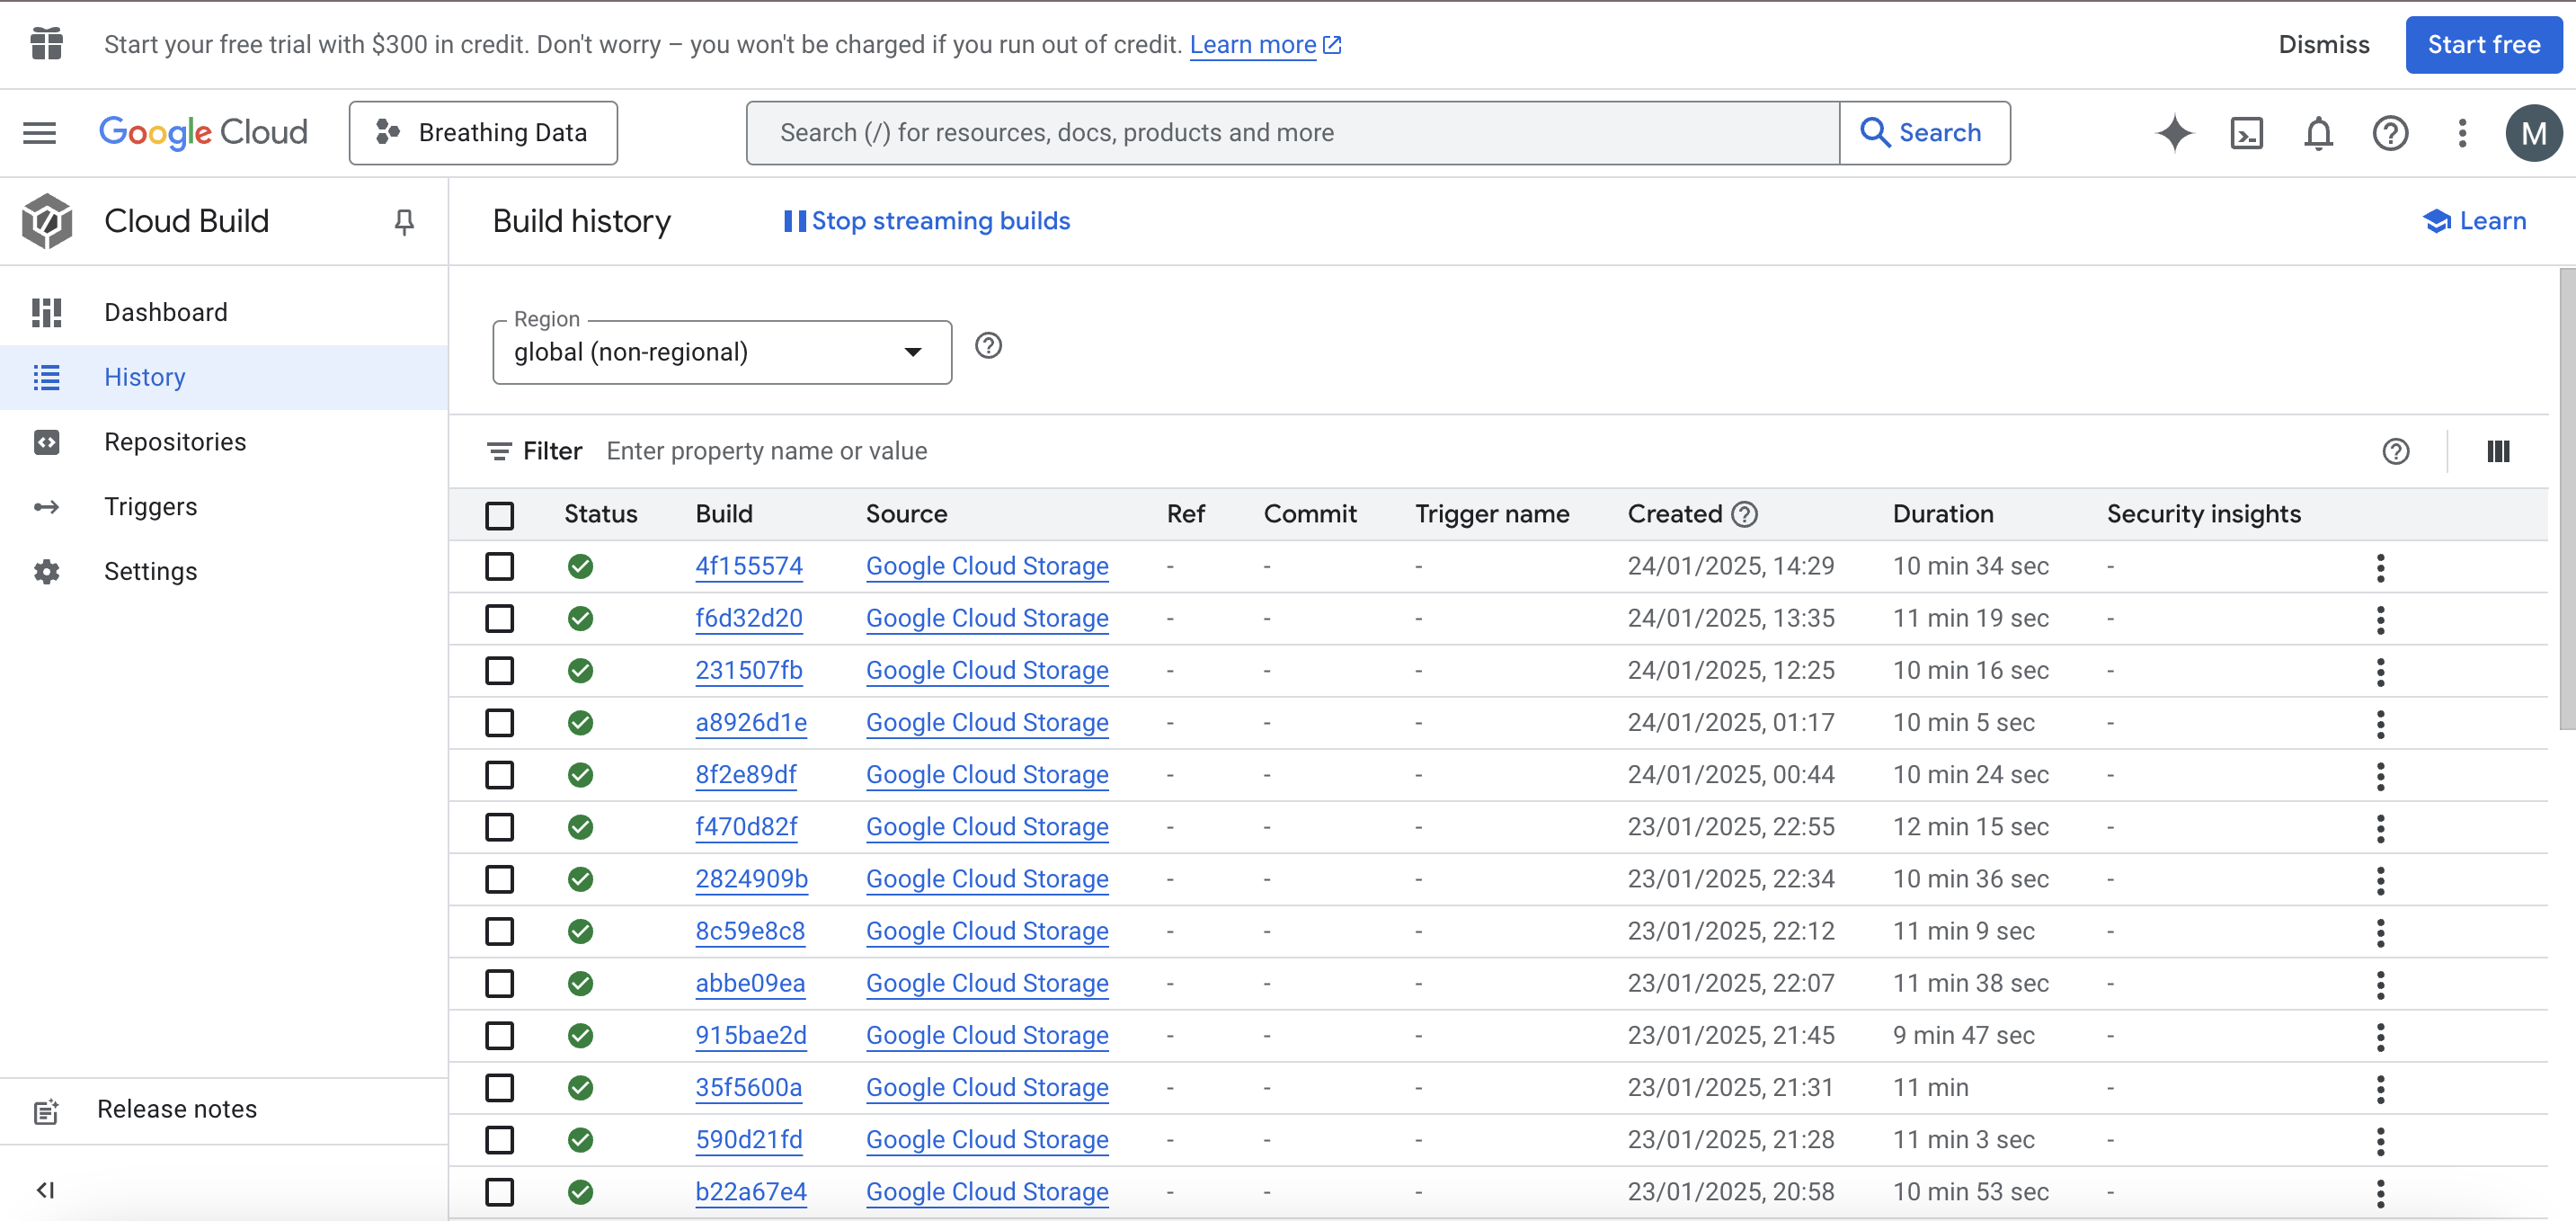 Start your free trial with $300 in credit. Don't worry – you won't be charged if you run out of credit. Learn more
Dismiss
Start free
Google Cloud
Breathing Data
Search (/) for resources, docs, products and more
Search
M
Cloud Build
Build history
Stop streaming builds
Learn
Dashboard
History
Repositories
Triggers
Settings
Release notes
Region
global (non-regional)
Filter Enter property name or value
Status Build Source Ref Commit Trigger name Created Duration Security insights
4f155574 Google Cloud Storage - - - 24/01/2025, 14:29 10 min 34 sec -
f6d32d20 Google Cloud Storage - - - 24/01/2025, 13:35 11 min 19 sec -
231507fb Google Cloud Storage - - - 24/01/2025, 12:25 10 min 16 sec -
a8926d1e Google Cloud Storage - - - 24/01/2025, 01:17 10 min 5 sec -
8f2e89df Google Cloud Storage - - - 24/01/2025, 00:44 10 min 24 sec -
f470d82f Google Cloud Storage - - - 23/01/2025, 22:55 12 min 15 sec -
2824909b Google Cloud Storage - - - 23/01/2025, 22:34 10 min 36 sec -
8c59e8c8 Google Cloud Storage - - - 23/01/2025, 22:12 11 min 9 sec -
abbe09ea Google Cloud Storage - - - 23/01/2025, 22:07 11 min 38 sec -
915bae2d Google Cloud Storage - - - 23/01/2025, 21:45 9 min 47 sec -
35f5600a Google Cloud Storage - - - 23/01/2025, 21:31 11 min -
590d21fd Google Cloud Storage - - - 23/01/2025, 21:28 11 min 3 sec -
b22a67e4 Google Cloud Storage - - - 23/01/2025, 20:58 10 min 53 sec -